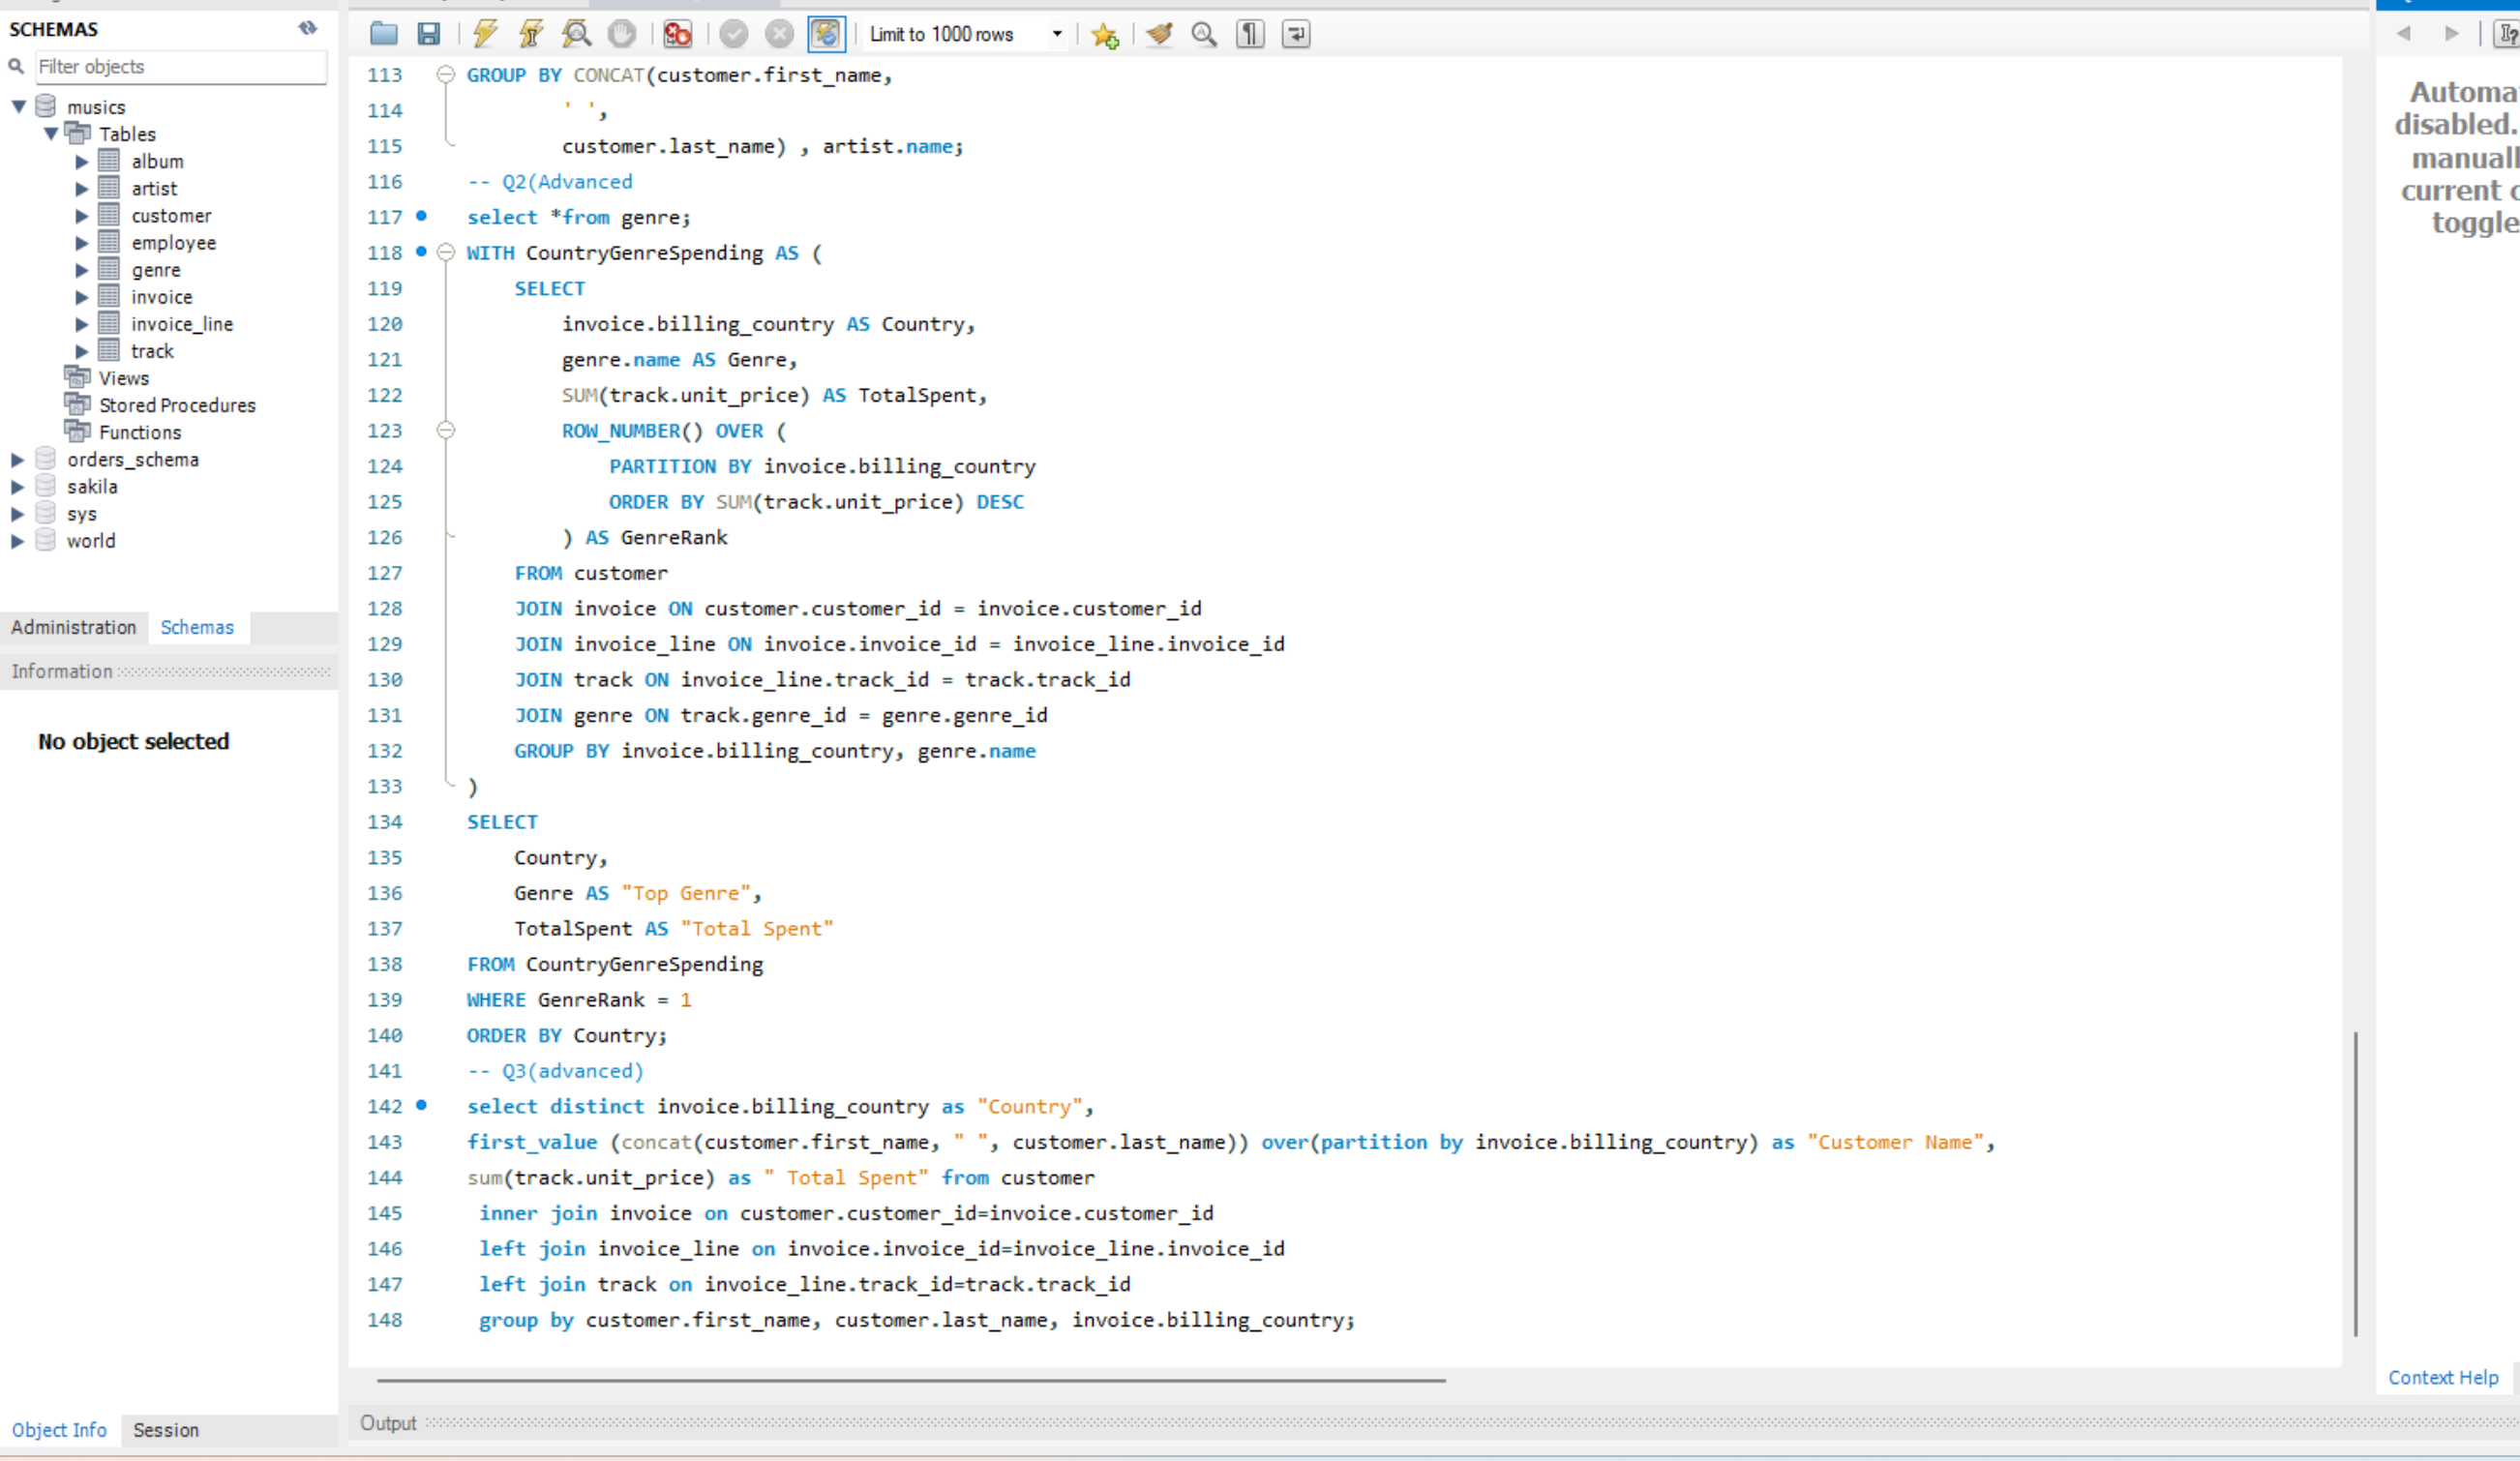 SCHEMAS
Filter objects
musics
Tables
album
artist
customer
employee
genre
invoice
invoice_line
track
Views
Stored Procedures
Functions
orders_schema
sakila
sys
world
Administration Schemas
Information
No object selected
Object Info Session
Limit to 1000 rows
113 GROUP BY CONCAT(customer.first_name,
114 ' ',
115 customer.last_name) , artist.name;
116 -- Q2(Advanced
117 select *from genre;
118 WITH CountryGenreSpending AS (
119 SELECT
120 invoice.billing_country AS Country,
121 genre.name AS Genre,
122 SUM(track.unit_price) AS TotalSpent,
123 ROW_NUMBER() OVER (
124 PARTITION BY invoice.billing_country
125 ORDER BY SUM(track.unit_price) DESC
126 ) AS GenreRank
127 FROM customer
128 JOIN invoice ON customer.customer_id = invoice.customer_id
129 JOIN invoice_line ON invoice.invoice_id = invoice_line.invoice_id
130 JOIN track ON invoice_line.track_id = track.track_id
131 JOIN genre ON track.genre_id = genre.genre_id
132 GROUP BY invoice.billing_country, genre.name
133 )
134 SELECT
135 Country,
136 Genre AS "Top Genre",
137 TotalSpent AS "Total Spent"
138 FROM CountryGenreSpending
139 WHERE GenreRank = 1
140 ORDER BY Country;
141 -- Q3(advanced)
142 select distinct invoice.billing_country as "Country",
143 first_value (concat(customer.first_name, " ", customer.last_name)) over(partition by invoice.billing_country) as "Customer Name",
144 sum(track.unit_price) as " Total Spent" from customer
145 inner join invoice on customer.customer_id=invoice.customer_id
146 left join invoice_line on invoice.invoice_id=invoice_line.invoice_id
147 left join track on invoice_line.track_id=track.track_id
148 group by customer.first_name, customer.last_name, invoice.billing_country;
Output
Automa
disabled.
manuall
current c
toggle
Context Help